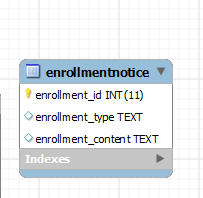 enrollmentnotice
enrollment_id INT(11)
enrollment_type TEXT
enrollment_content TEXT
Indexes